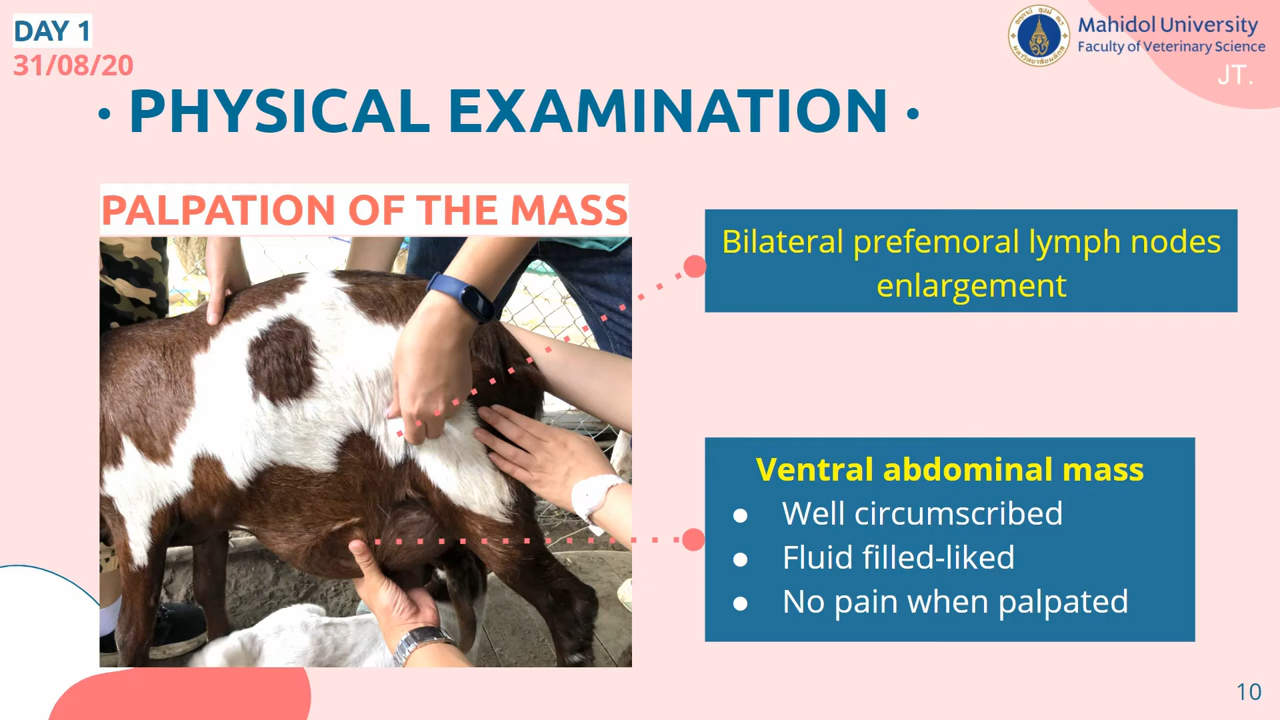 DAY 1
31/08/20
Mahidol University
Faculty of Veterinary Science
JT.
· PHYSICAL EXAMINATION ·
PALPATION OF THE MASS
Bilateral prefemoral lymph nodes
enlargement
Ventral abdominal mass
● Well circumscribed
● Fluid filled-liked
● No pain when palpated
10